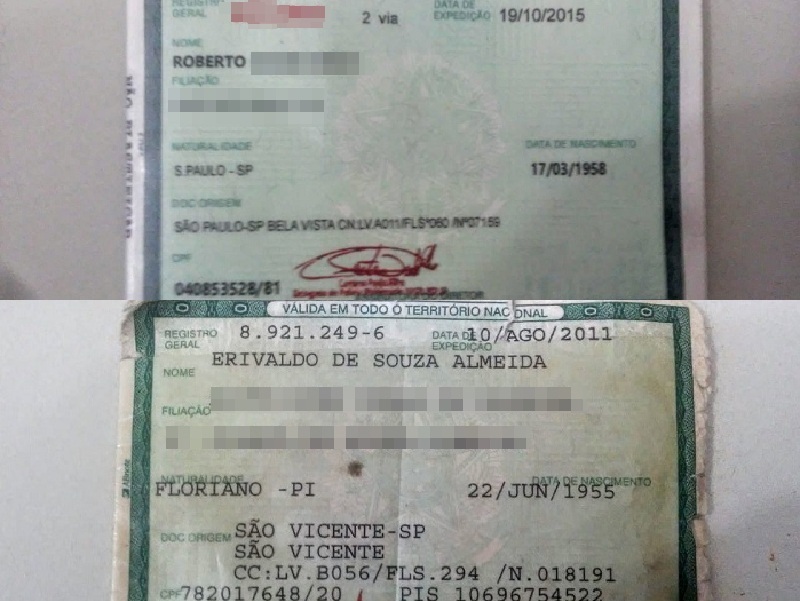 REGISTRO GERAL 2 via DATA DE EXPEDIÇÃO 19/10/2015
NOME
ROBERTO
FILIAÇÃO
NATURALIDADE DATA DE NASCIMENTO
S.PAULO - SP 17/03/1958
DOC ORIGEM
SÃO PAULO-SP BELA VISTA CN:LV.A011/FLS*060 /Nº07159
CPF
040853528/81
VÁLIDA EM TODO O TERRITÓRIO NACIONAL
REGISTRO GERAL 8.921.249-6 DATA DE EXPEDIÇÃO 10/AGO/2011
ERIVALDO DE SOUZA ALMEIDA
NOME
FILIAÇÃO
NATURALIDADE DATA DE NASCIMENTO
FLORIANO -PI 22/JUN/1955
DOC ORIGEM SÃO VICENTE-SP
SÃO VICENTE
CC:LV.B056/FLS.294 /N.018191
CPF 782017648/20 PIS 10696754522